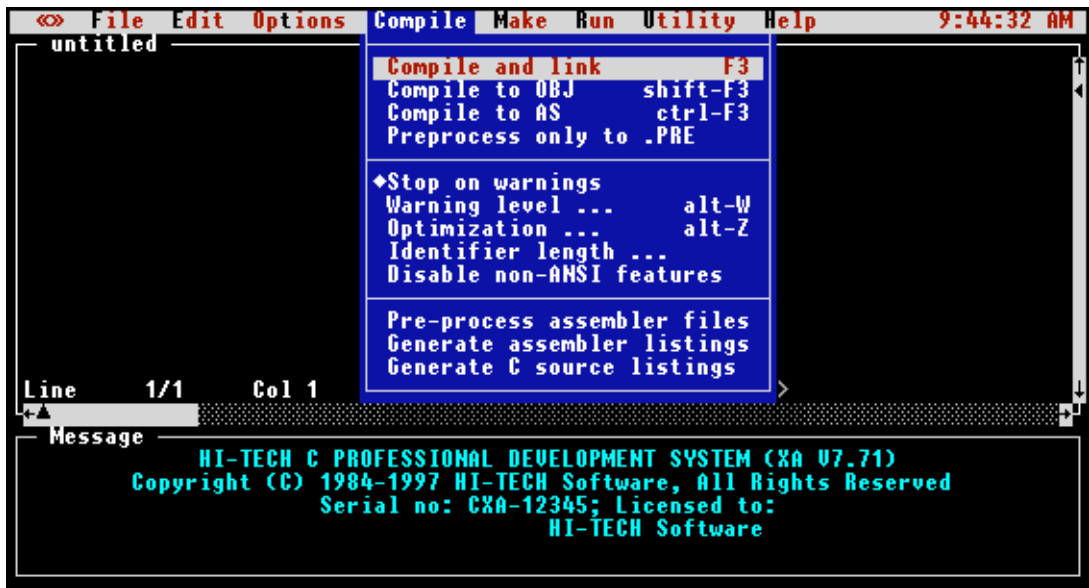 <<>> File Edit Options Compile Make Run Utility Help 9:44:32 AM
untitled
Compile and link F3
Compile to OBJ shift-F3
Compile to AS ctrl-F3
Preprocess only to .PRE
◆Stop on warnings
Warning level ... alt-W
Optimization ... alt-Z
Identifier length ...
Disable non-ANSI features
Pre-process assembler files
Generate assembler listings
Generate C source listings
Line 1/1 Col 1
Message
HI-TECH C PROFESSIONAL DEVELOPMENT SYSTEM (XA V7.71)
Copyright (C) 1984-1997 HI-TECH Software, All Rights Reserved
Serial no: CXA-12345; Licensed to:
HI-TECH Software